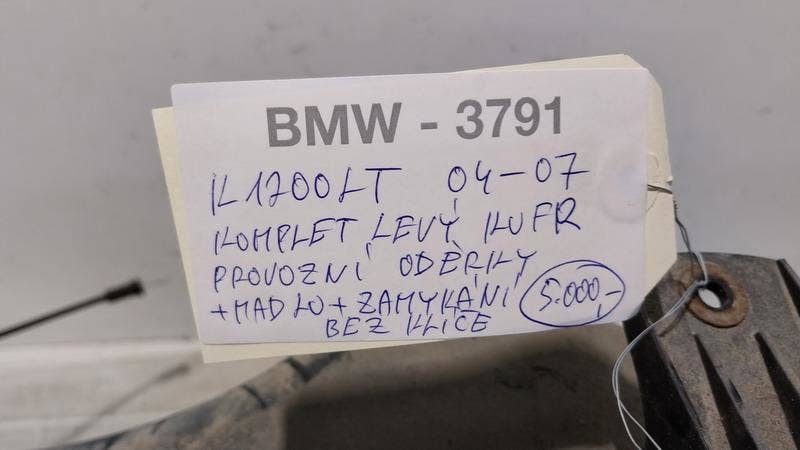 BMW - 3791
K1200LT 04-07
KOMPLET LEVÝ KUFR
PROVOZNÍ ODĚRKY
+MADLO+ZAMYKÁNÍ 5.000,-
BEZ KLÍČE